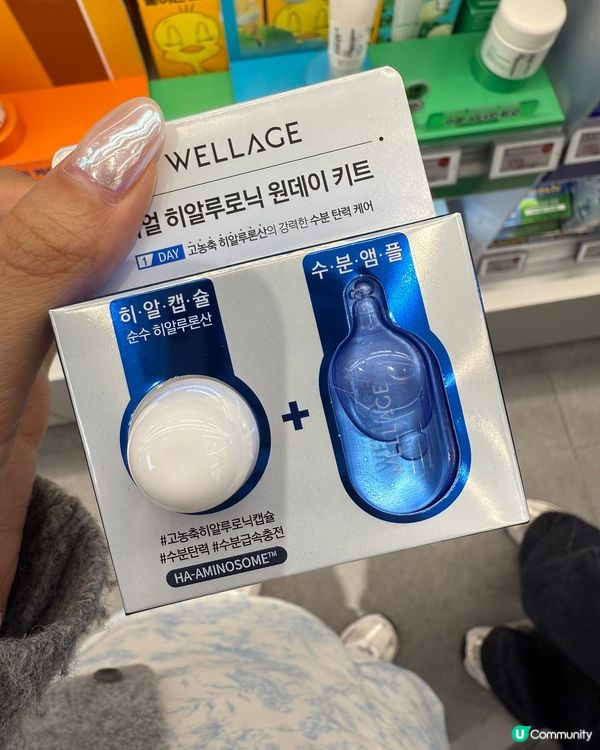 WELLAGE
얼 히알루로닉 원데이 키트
1 DAY 고농축 히알루론산의 강력한 수분 탄력 케어
히·알·캡·슐
순수 히알루론산
수·분·앰·플
+
WELLAGE
#고농축히알루로닉캡슐
#수분탄력 #수분급속충전
HA-AMINOSOME™
U Community